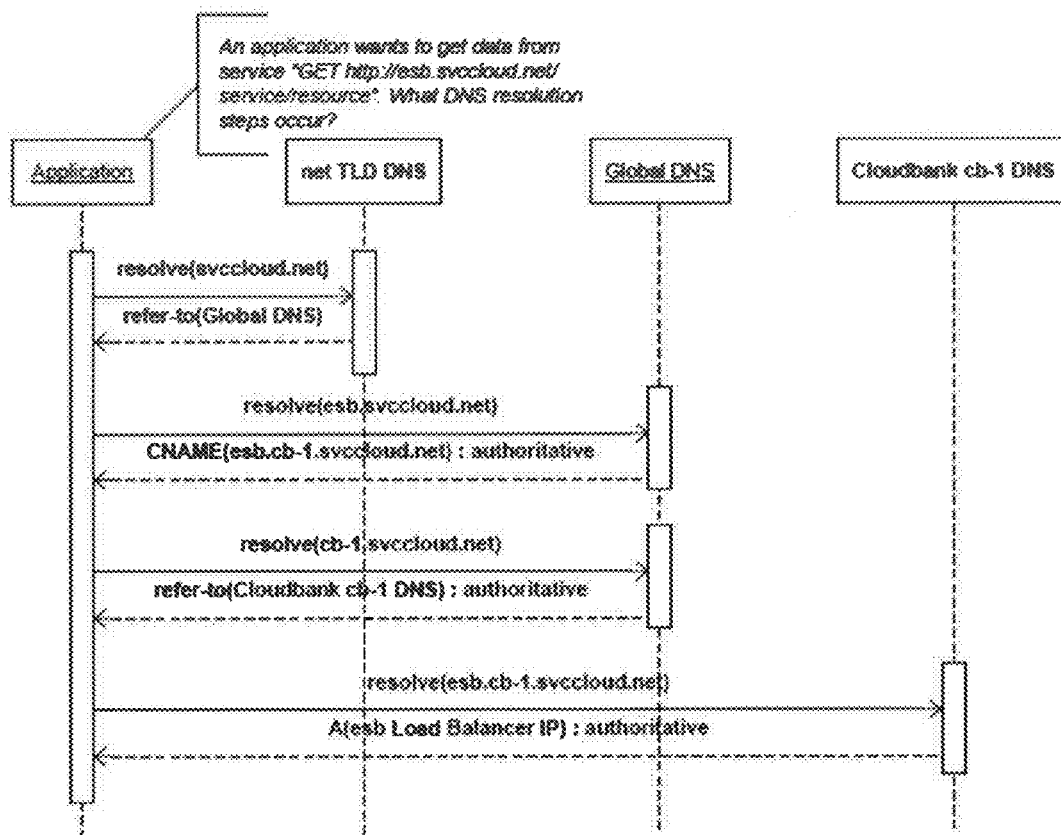 An application wants to get data from
service "GET http://esb.svccloud.net/
service/resource". What DNS resolution
steps occur?
Application
net TLD DNS
Global DNS
Cloudbank cb-1 DNS
resolve(svccloud.net)
refer-to(Global DNS)
resolve(esb.svccloud.net)
CNAME(esb.cb-1.svccloud.net) : authoritative
resolve(cb-1.svccloud.net)
refer-to(Cloudbank cb-1 DNS) : authoritative
resolve(esb.cb-1.svccloud.net)
A(esb Load Balancer IP) : authoritative